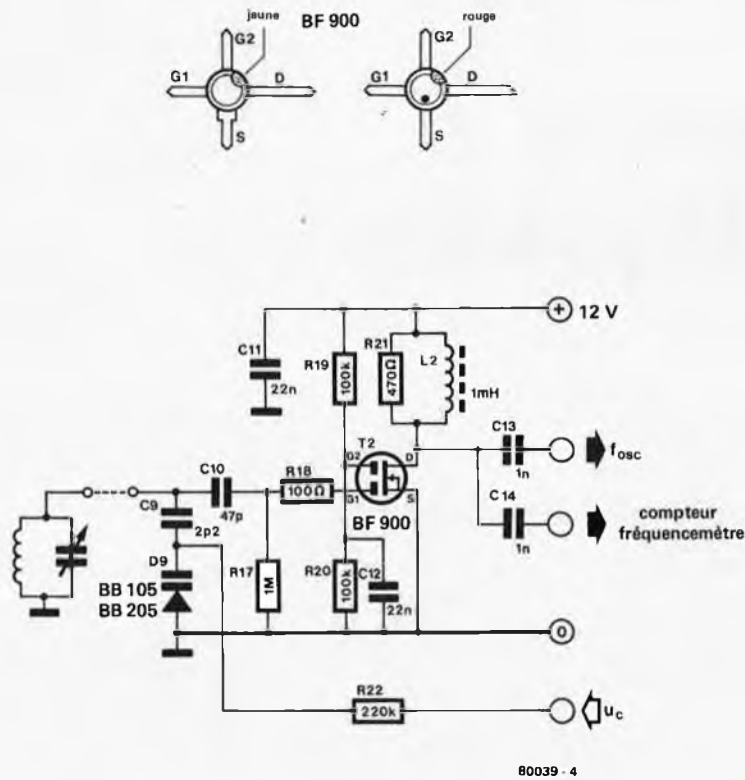 jaune
BF 900
rouge
G2
G1
D
S
G1
D
S
+ 12 V
C11
22n
R19
100k
R21
470Ω
L2
1mH
C13
1n
fosc
T2
G2
D
G1
S
BF 900
C10
47p
R18
100Ω
C14
1n
compteur
fréquencemètre
C9
2p2
D9
BB 105
BB 205
R17
1M
R20
100k
C12
22n
0
R22
220k
uc
80039 - 4